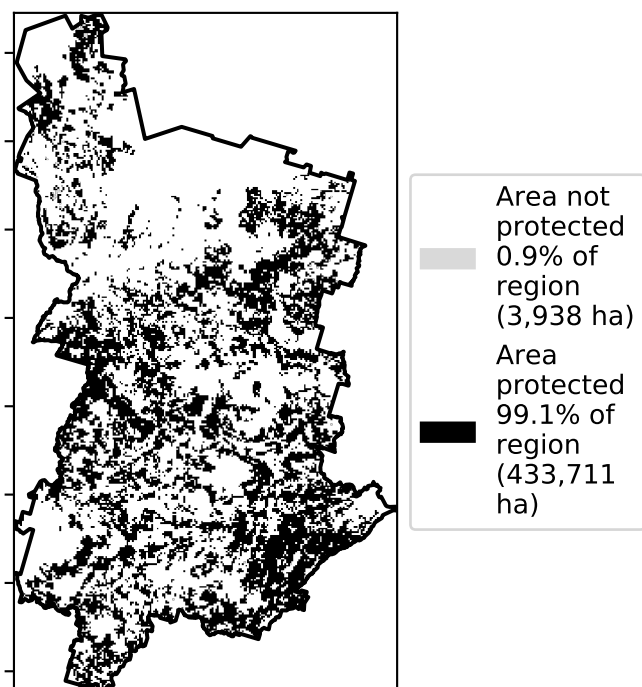 Area not
protected
0.9% of
region
(3,938 ha)
Area
protected
99.1% of
region
(433,711
ha)